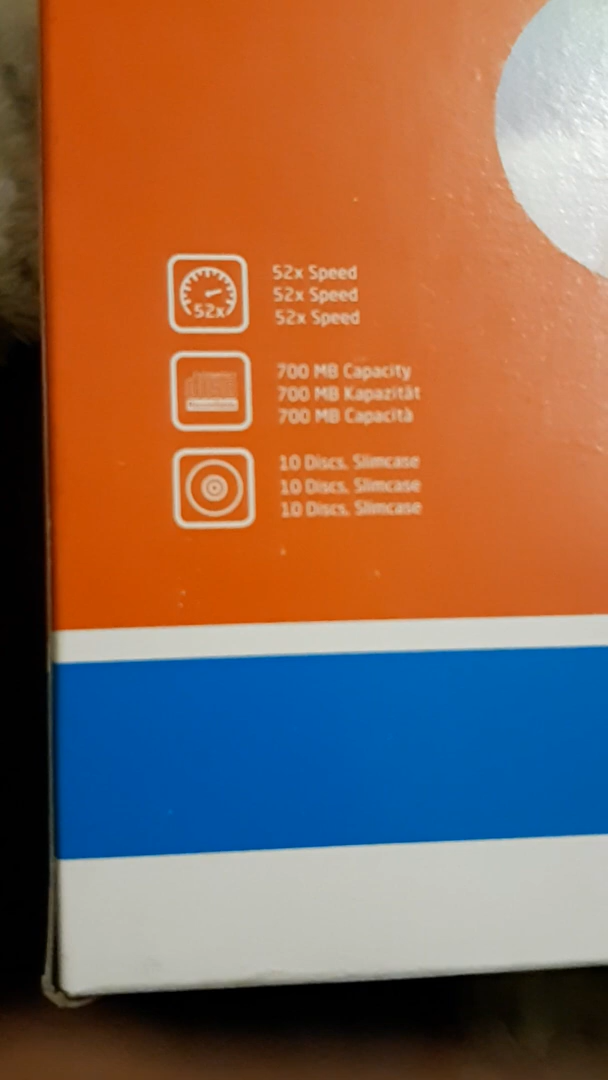 52x
52x Speed
52x Speed
52x Speed
700 MB Capacity
700 MB Kapazität
700 MB Capacità
10 Discs, Slimcase
10 Discs, Slimcase
10 Discs, Slimcase